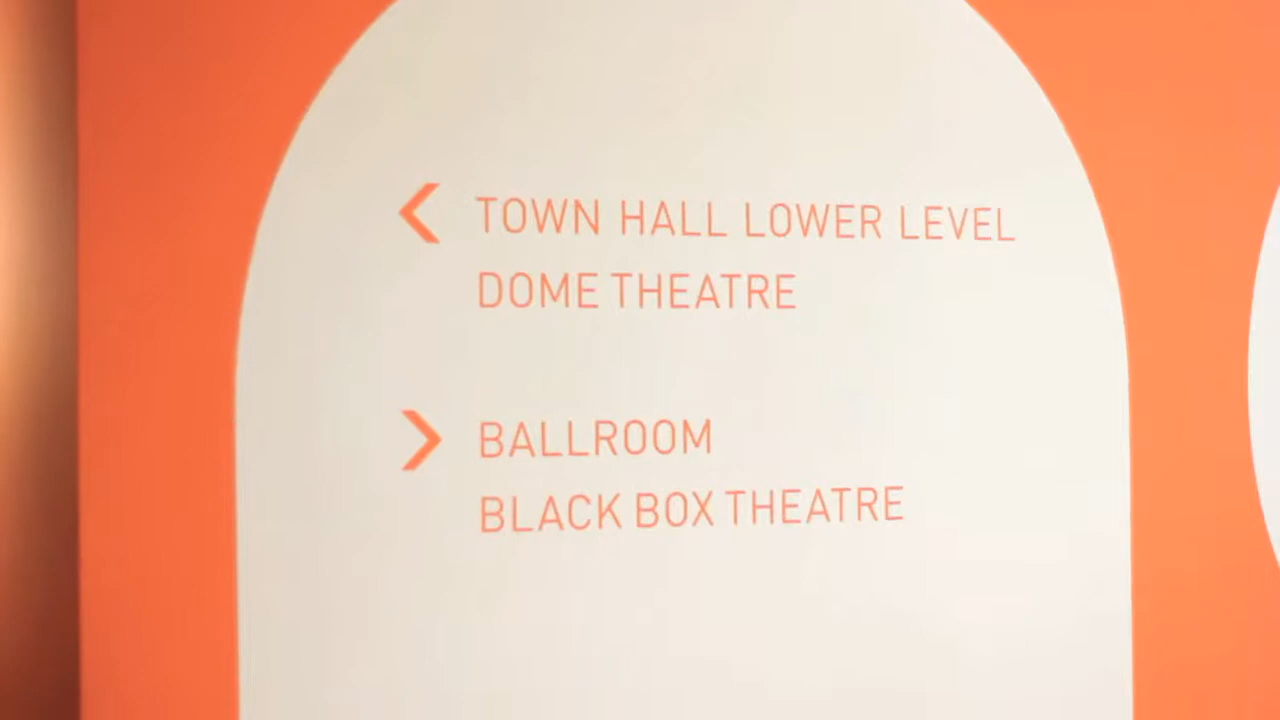 TOWN HALL LOWER LEVEL
DOME THEATRE
BALLROOM
BLACK BOX THEATRE